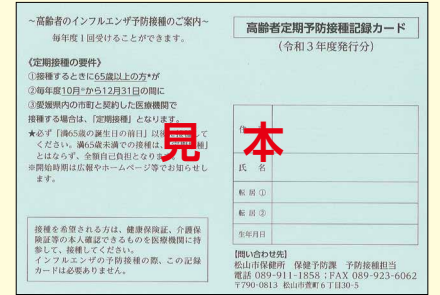 ～高齢者のインフルエンザ予防接種のご案内～
毎年度1回受けることができます。
《定期接種の要件》
①接種するときに65歳以上の方*が
②毎年度10月~から12月31日の間に
③愛媛県内の市町と契約した医療機関で
接種する場合は、「定期接種」となります。
★必ず「満65歳の誕生日の前日」以
ください。満65歳未満での接種は、
とはならず、全額自己負担となりま
※開始時期は広報やホームページ等でお知らせし
ます。
接種を希望される方は、健康保険証、介護保
険証等の本人確認できるものを医療機関に持
参して、接種してください。
インフルエンザの予防接種の際、この記録
カードは必要ありません。
高齢者定期予防接種記録カード
(令和3年度発行分)
見本
住
氏 名
転居①
転居②
生年月日
【問い合わせ先】
松山市保健所 保健予防課 予防接種担当
電話 089-911-1858；FAX 089-923-6062
〒790-0813 松山市萱町6丁目30-5